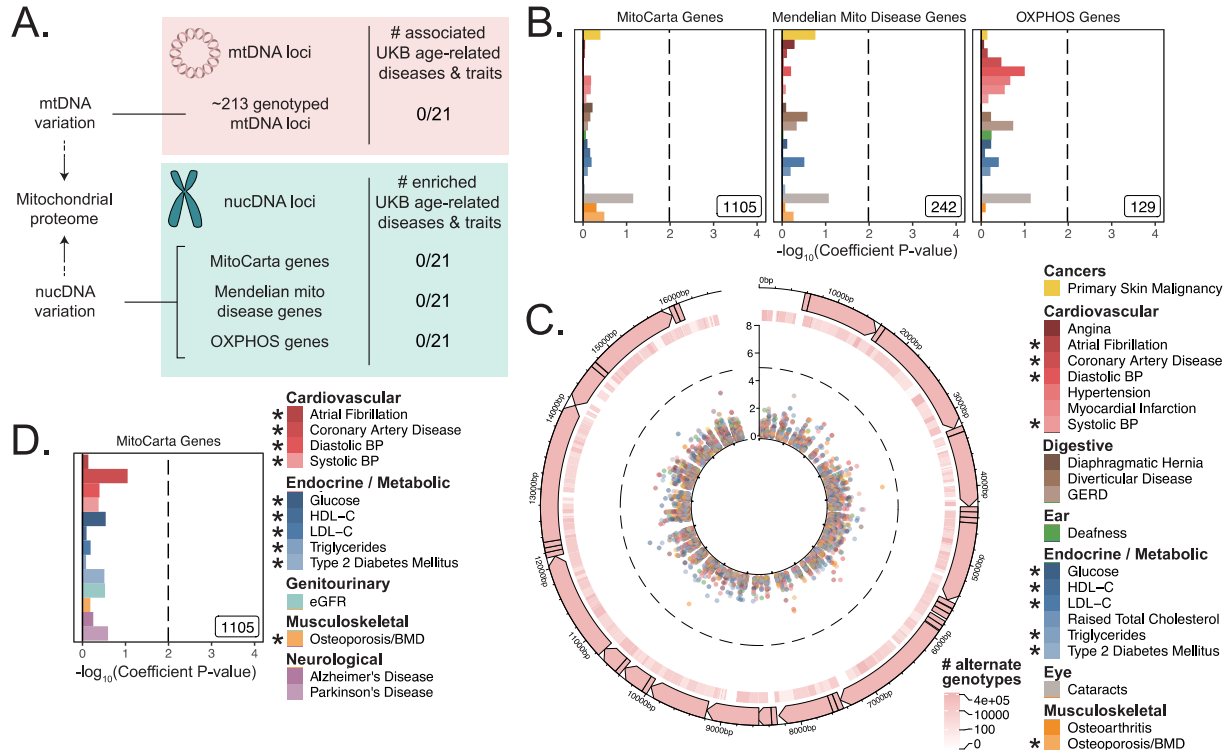 A.
mtDNA
variation
Mitochondrial
proteome
nucDNA
variation
mtDNA loci
# associated
UKB age-related
diseases & traits
~213 genotyped
mtDNA loci
0/21
nucDNA loci
# enriched
UKB age-related
diseases & traits
MitoCarta genes
0/21
Mendelian mito
disease genes
0/21
OXPHOS genes
0/21
B.
MitoCarta Genes
Mendelian Mito Disease Genes
OXPHOS Genes
1105
242
129
0 1 2 3 4
0 1 2 3 4
0 1 2 3 4
-log10(Coefficient P-value)
C.
0bp
1000bp
2000bp
3000bp
4000bp
5000bp
6000bp
7000bp
8000bp
9000bp
10000bp
11000bp
12000bp
13000bp
14000bp
15000bp
16000bp
8
6
4
2
0
# alternate
genotypes
4e+05
10000
100
0
Cancers
Primary Skin Malignancy
Cardiovascular
Angina
* Atrial Fibrillation
* Coronary Artery Disease
* Diastolic BP
Hypertension
Myocardial Infarction
* Systolic BP
Digestive
Diaphragmatic Hernia
Diverticular Disease
GERD
Ear
Deafness
Endocrine / Metabolic
* Glucose
* HDL-C
* LDL-C
Raised Total Cholesterol
* Triglycerides
* Type 2 Diabetes Mellitus
Eye
Cataracts
Musculoskeletal
Osteoarthritis
* Osteoporosis/BMD
D.
MitoCarta Genes
1105
0 1 2 3 4
-log10(Coefficient P-value)
Cardiovascular
* Atrial Fibrillation
* Coronary Artery Disease
* Diastolic BP
* Systolic BP
Endocrine / Metabolic
* Glucose
* HDL-C
* LDL-C
* Triglycerides
* Type 2 Diabetes Mellitus
Genitourinary
eGFR
Musculoskeletal
* Osteoporosis/BMD
Neurological
Alzheimer's Disease
Parkinson's Disease